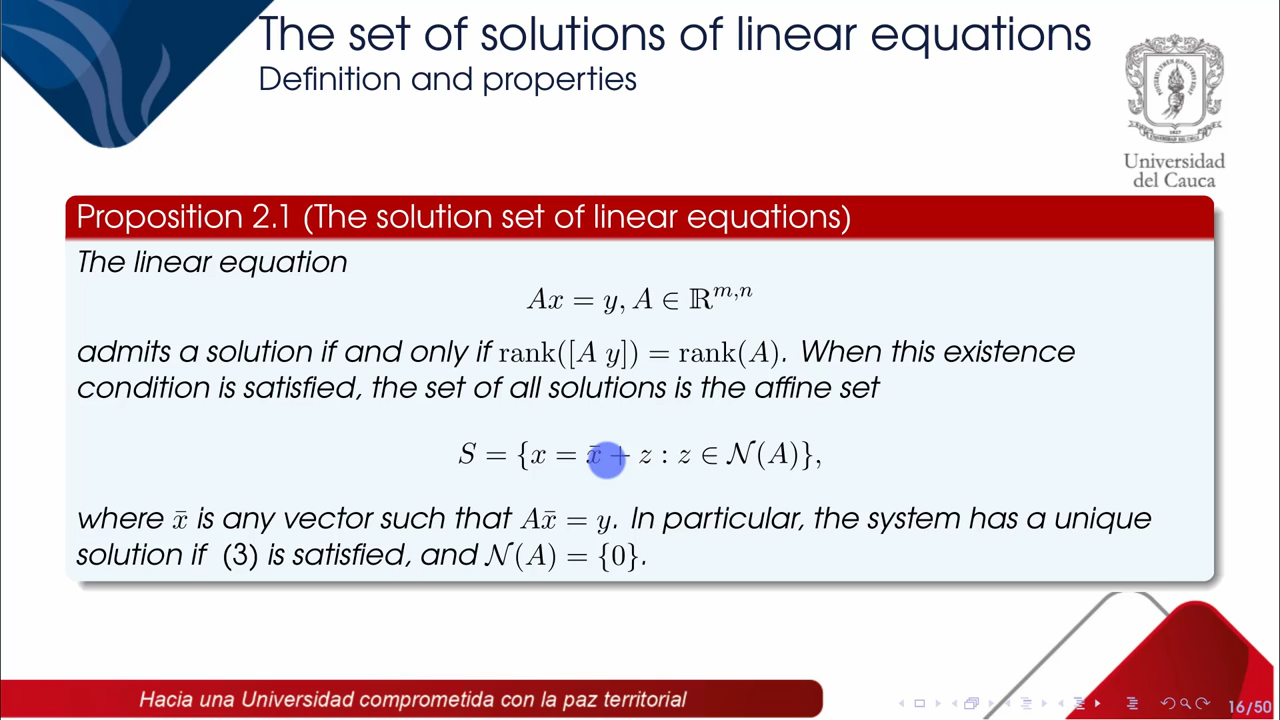 The set of solutions of linear equations
Definition and properties
Universidad
del Cauca
Proposition 2.1 (The solution set of linear equations)
The linear equation
Ax = y, A ∈ ℝ^{m,n}
admits a solution if and only if rank([A y]) = rank(A). When this existence
condition is satisfied, the set of all solutions is the affine set
S = {x = x̄ + z : z ∈ 𝒩(A)},
where x̄ is any vector such that Ax̄ = y. In particular, the system has a unique
solution if (3) is satisfied, and 𝒩(A) = {0}.
Hacia una Universidad comprometida con la paz territorial
16/50